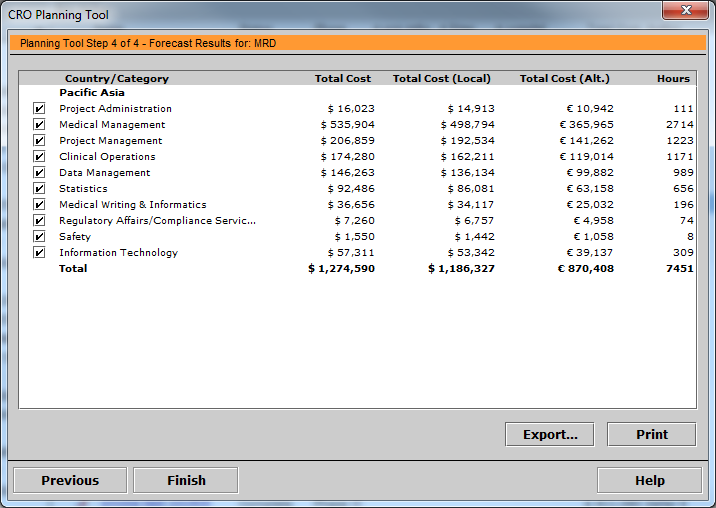 CRO Planning Tool
Planning Tool Step 4 of 4 - Forecast Results for: MRD
Country/Category Total Cost Total Cost (Local) Total Cost (Alt.) Hours
Pacific Asia
Project Administration $ 16,023 $ 14,913 € 10,942 111
Medical Management $ 535,904 $ 498,794 € 365,965 2714
Project Management $ 206,859 $ 192,534 € 141,262 1223
Clinical Operations $ 174,280 $ 162,211 € 119,014 1171
Data Management $ 146,263 $ 136,134 € 99,882 989
Statistics $ 92,486 $ 86,081 € 63,158 656
Medical Writing & Informatics $ 36,656 $ 34,117 € 25,032 196
Regulatory Affairs/Compliance Servic... $ 7,260 $ 6,757 € 4,958 74
Safety $ 1,550 $ 1,442 € 1,058 8
Information Technology $ 57,311 $ 53,342 € 39,137 309
Total $ 1,274,590 $ 1,186,327 € 870,408 7451
Export... Print
Previous Finish Help